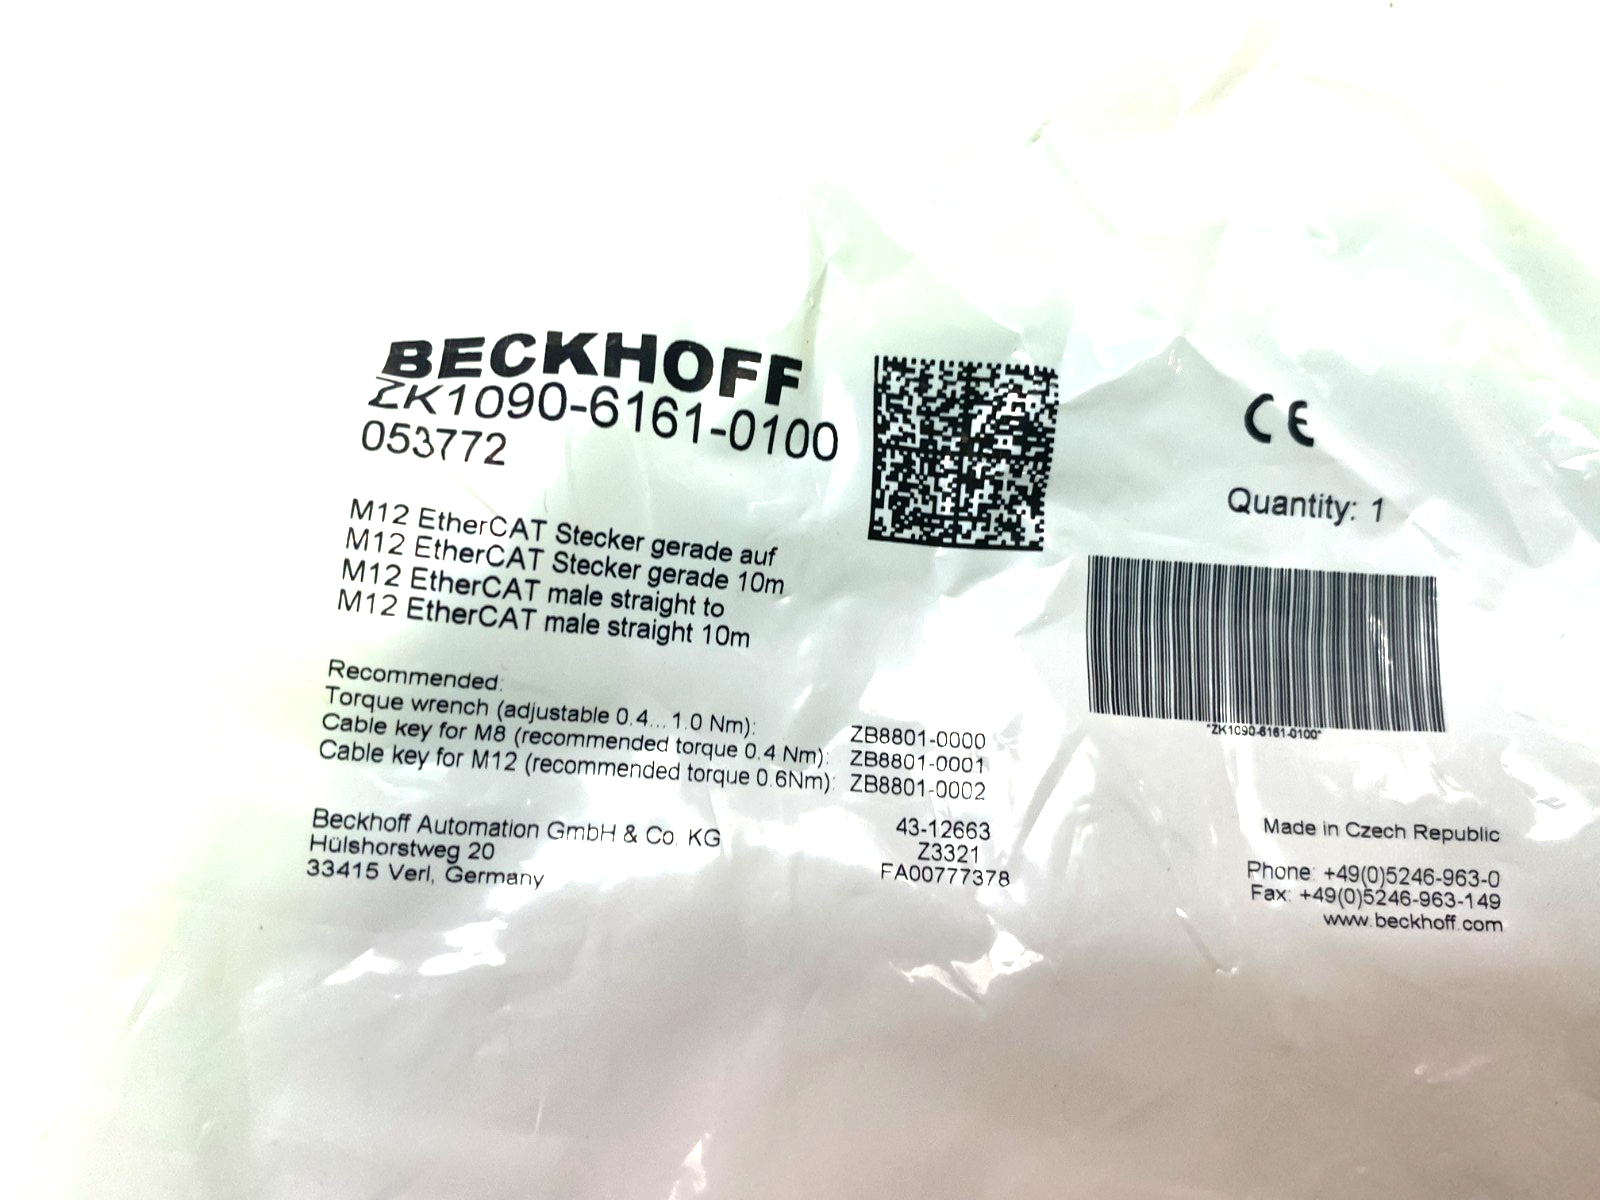 BECKHOFF
ZK1090-6161-0100
053772
M12 EtherCAT Stecker gerade auf
M12 EtherCAT Stecker gerade 10m
M12 EtherCAT male straight to
M12 EtherCAT male straight 10m
Recommended:
Torque wrench (adjustable 0.4...1.0 Nm): ZB8801-0000
Cable key for M8 (recommended torque 0.4 Nm): ZB8801-0001
Cable key for M12 (recommended torque 0.6Nm): ZB8801-0002
Beckhoff Automation GmbH & Co. KG
Hülshorstweg 20
33415 Verl, Germany
43-12663
Z3321
FA00777378
CE
Quantity: 1
*ZK1090-6161-0100*
Made in Czech Republic
Phone: +49(0)5246-963-0
Fax: +49(0)5246-963-149
www.beckhoff.com